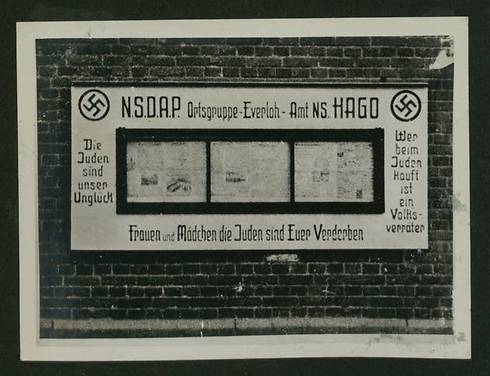 N.S.D.A.P. Ortsgruppe-Everloh - Amt NS. HAGO
Die
Juden
sind
unser
Unglück
Wer
beim
Juden
kauft
ist
ein
Volks-
verräter
Frauen und Mädchen die Juden sind Euer Verderben